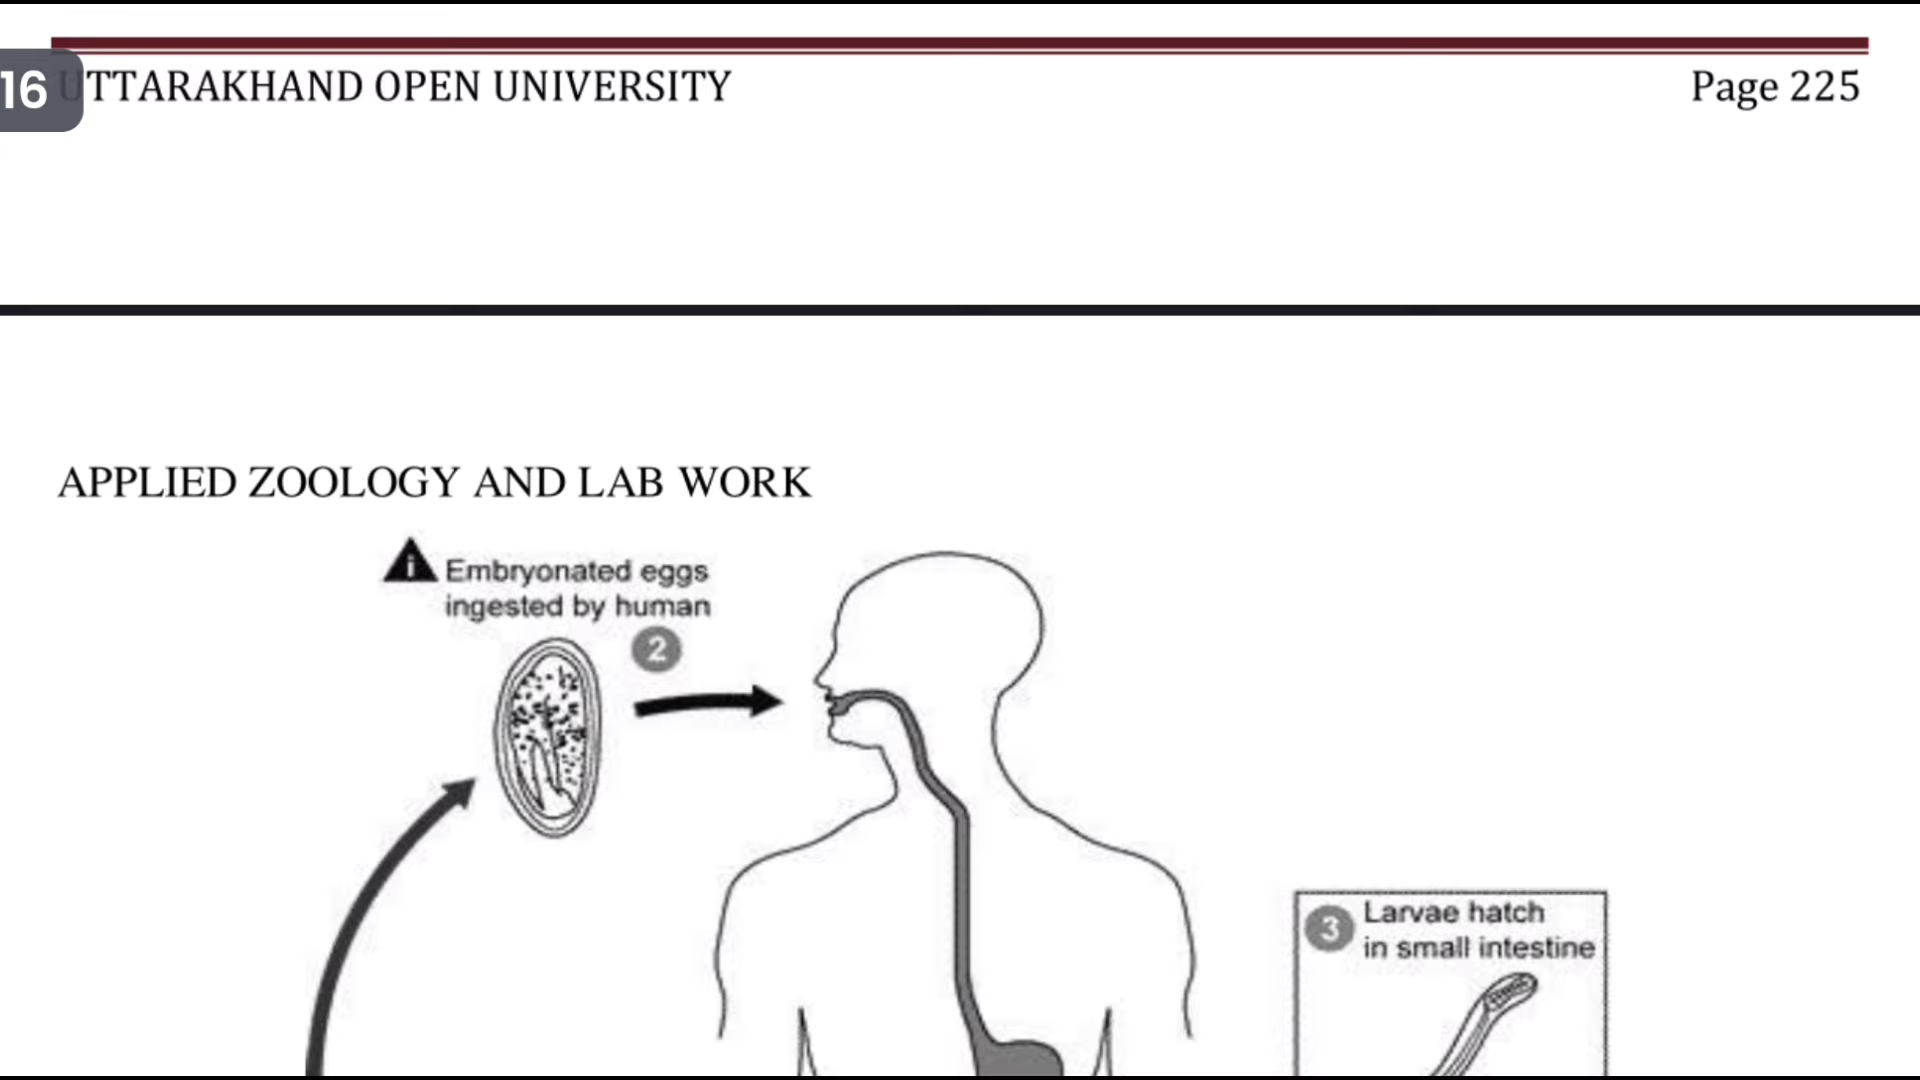 16
UTTARAKHAND OPEN UNIVERSITY
Page 225
APPLIED ZOOLOGY AND LAB WORK
i
Embryonated eggs
ingested by human
2
3
Larvae hatch
in small intestine